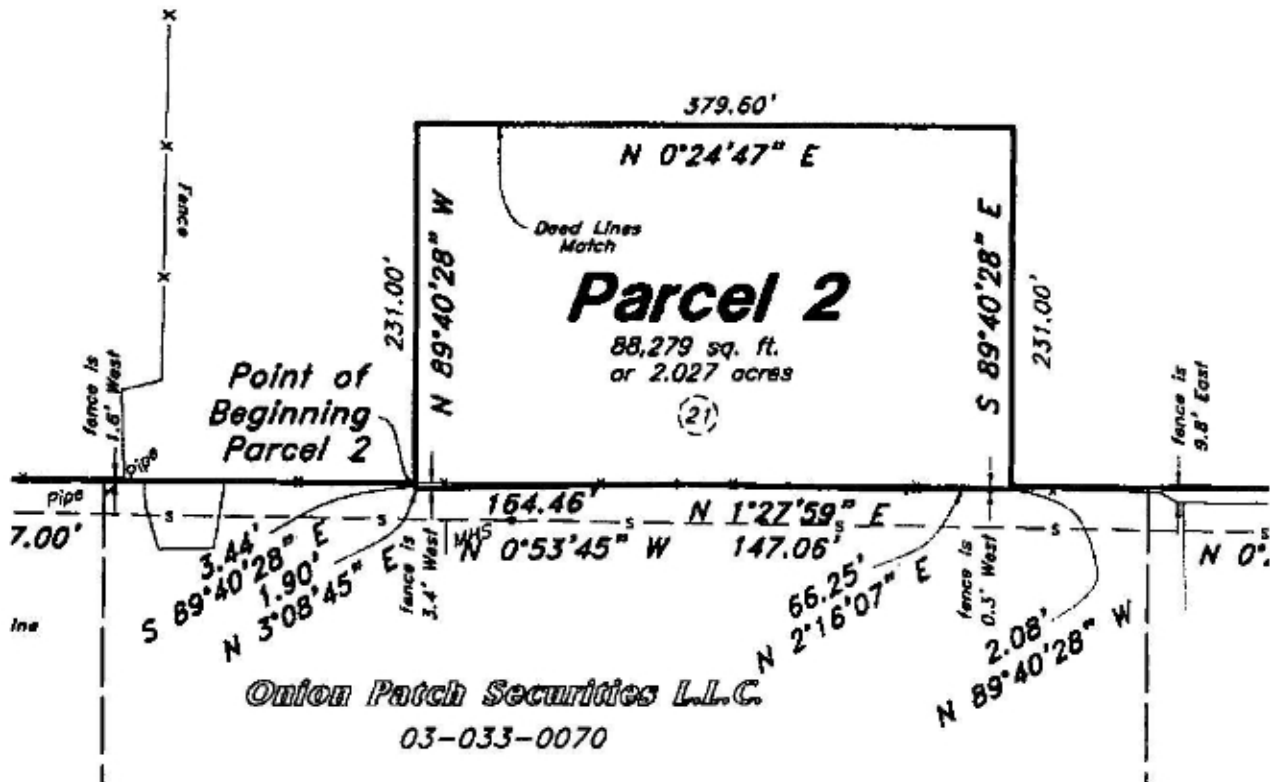 379.60'
N 0°24'47" E
Fence
Deed Lines
Match
231.00'
N 89°40'28" W
Parcel 2
88,279 sq. ft.
or 2.027 acres
21
S 89°40'28" E
231.00'
fence is
1.6' West
Point of
Beginning
Parcel 2
fence is
9.8' East
Pipe
Pipe
7.00'
3.44'
S 89°40'28" E
1.90'
N 3°08'45" E
fence is
3.4' West
164.46'
MHS
N 0°53'45" W
N 1°27'59" E
147.06'
S
S
S
S
S
S
66.25'
N 2°16'07" E
fence is
0.3' West
2.08'
N 89°40'28" W
N 0°
ine
Onion Patch Securities L.L.C.
03-033-0070